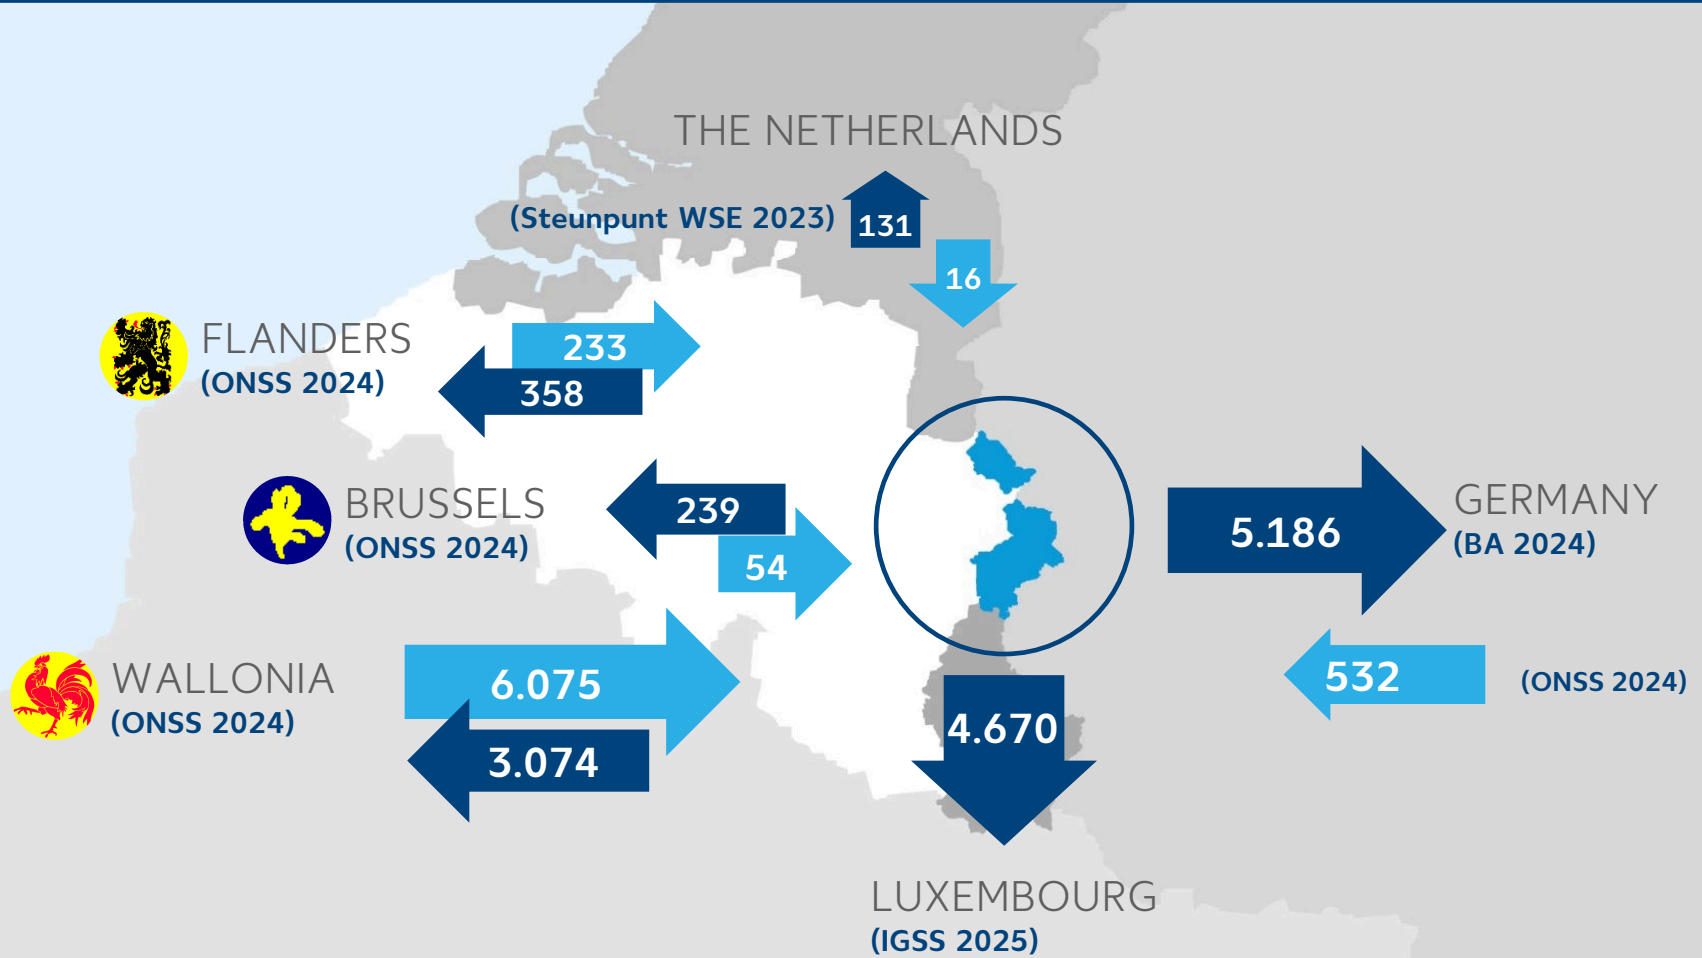 THE NETHERLANDS
(Steunpunt WSE 2023)
131
16
FLANDERS
(ONSS 2024)
233
358
BRUSSELS
(ONSS 2024)
239
54
GERMANY
(BA 2024)
5.186
532
(ONSS 2024)
WALLONIA
(ONSS 2024)
6.075
3.074
4.670
LUXEMBOURG
(IGSS 2025)